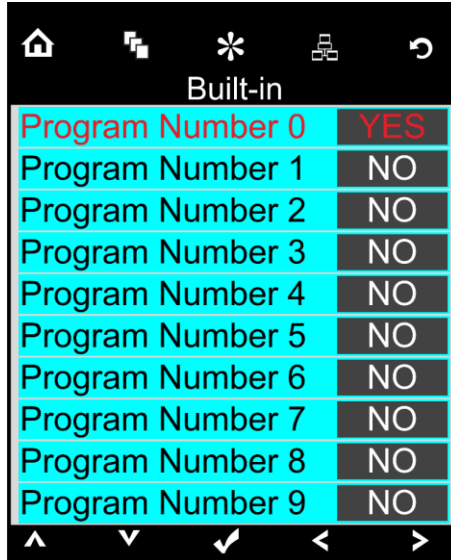 Built-in
Program Number 0 YES
Program Number 1 NO
Program Number 2 NO
Program Number 3 NO
Program Number 4 NO
Program Number 5 NO
Program Number 6 NO
Program Number 7 NO
Program Number 8 NO
Program Number 9 NO